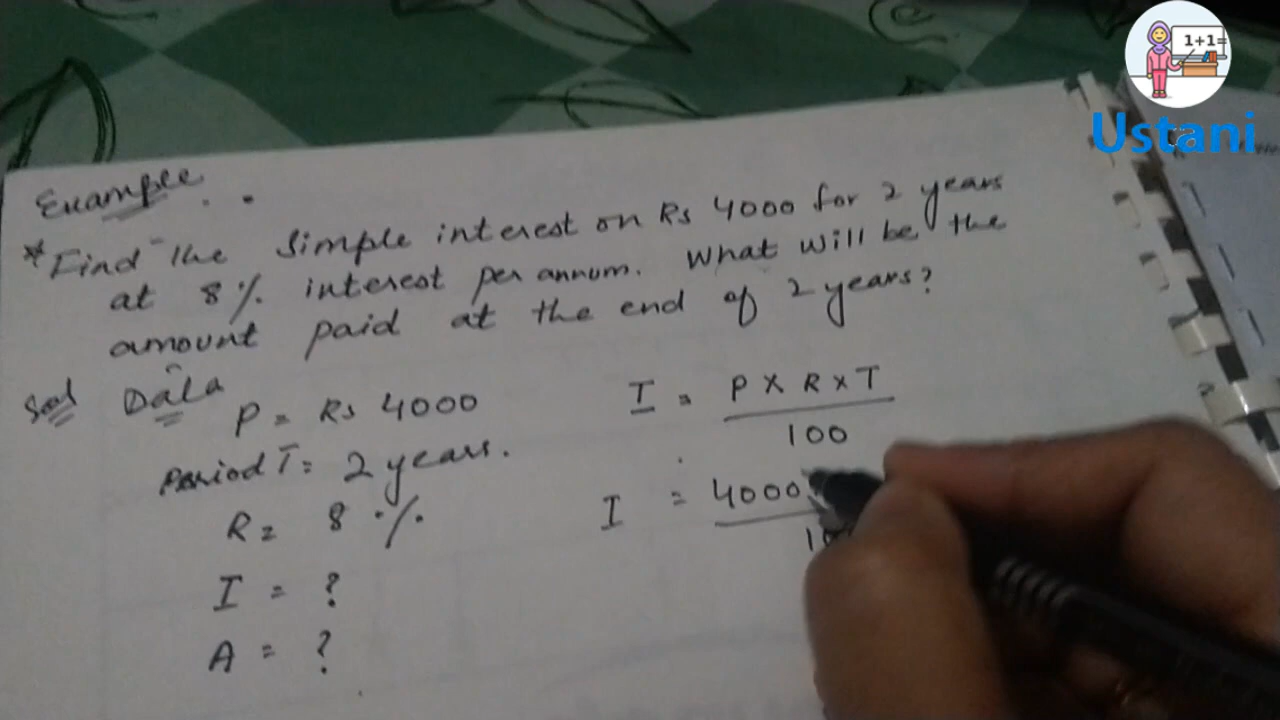 1+1=
Ustani
Example
*Find the simple interest on Rs 4000 for 2 years
at 8% interest per annum. What will be the
amount paid at the end of 2 years?
Sol Data
P = Rs 4000
Period T = 2 years.
R = 8 %
I = ?
A = ?
I = P X R X T
100
I = 4000